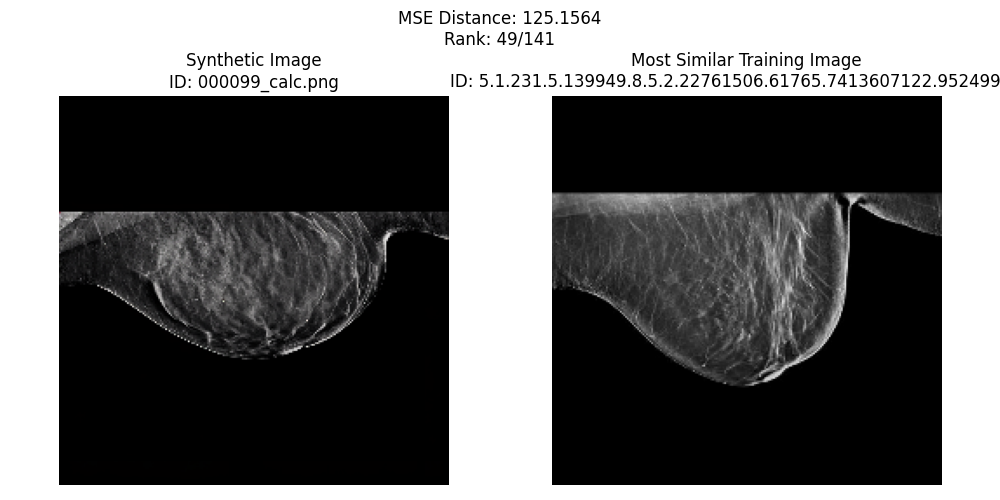 MSE Distance: 125.1564
Rank: 49/141
Synthetic Image
ID: 000099_calc.png
Most Similar Training Image
ID: 5.1.231.5.139949.8.5.2.22761506.61765.7413607122.952499